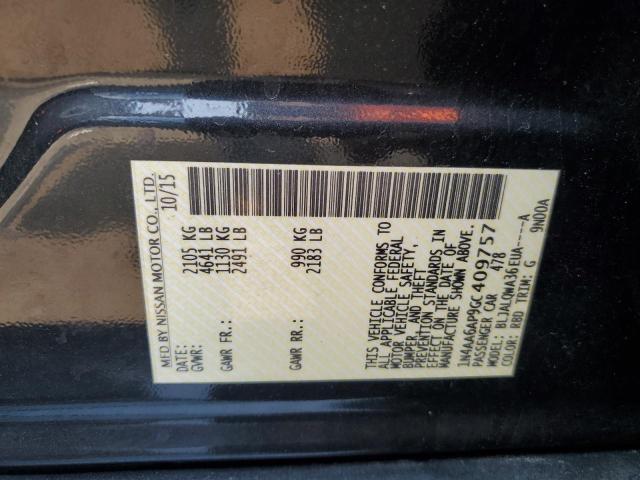 MFD BY NISSAN MOTOR CO., LTD.
DATE: 10/15
GVWR: 2105 KG
4641 LB
GAWR FR.: 1130 KG
2491 LB
GAWR RR.: 990 KG
2183 LB
THIS VEHICLE CONFORMS TO
ALL APPLICABLE FEDERAL
MOTOR VEHICLE SAFETY,
BUMPER, AND THEFT
PREVENTION STANDARDS IN
EFFECT ON THE DATE OF
MANUFACTURE SHOWN ABOVE.
1N4AA6AP9GC409757
PASSENGER CAR 478
MODEL: BLJALQWA36EUA-----A
COLOR: RBD TRIM: G 9N00A